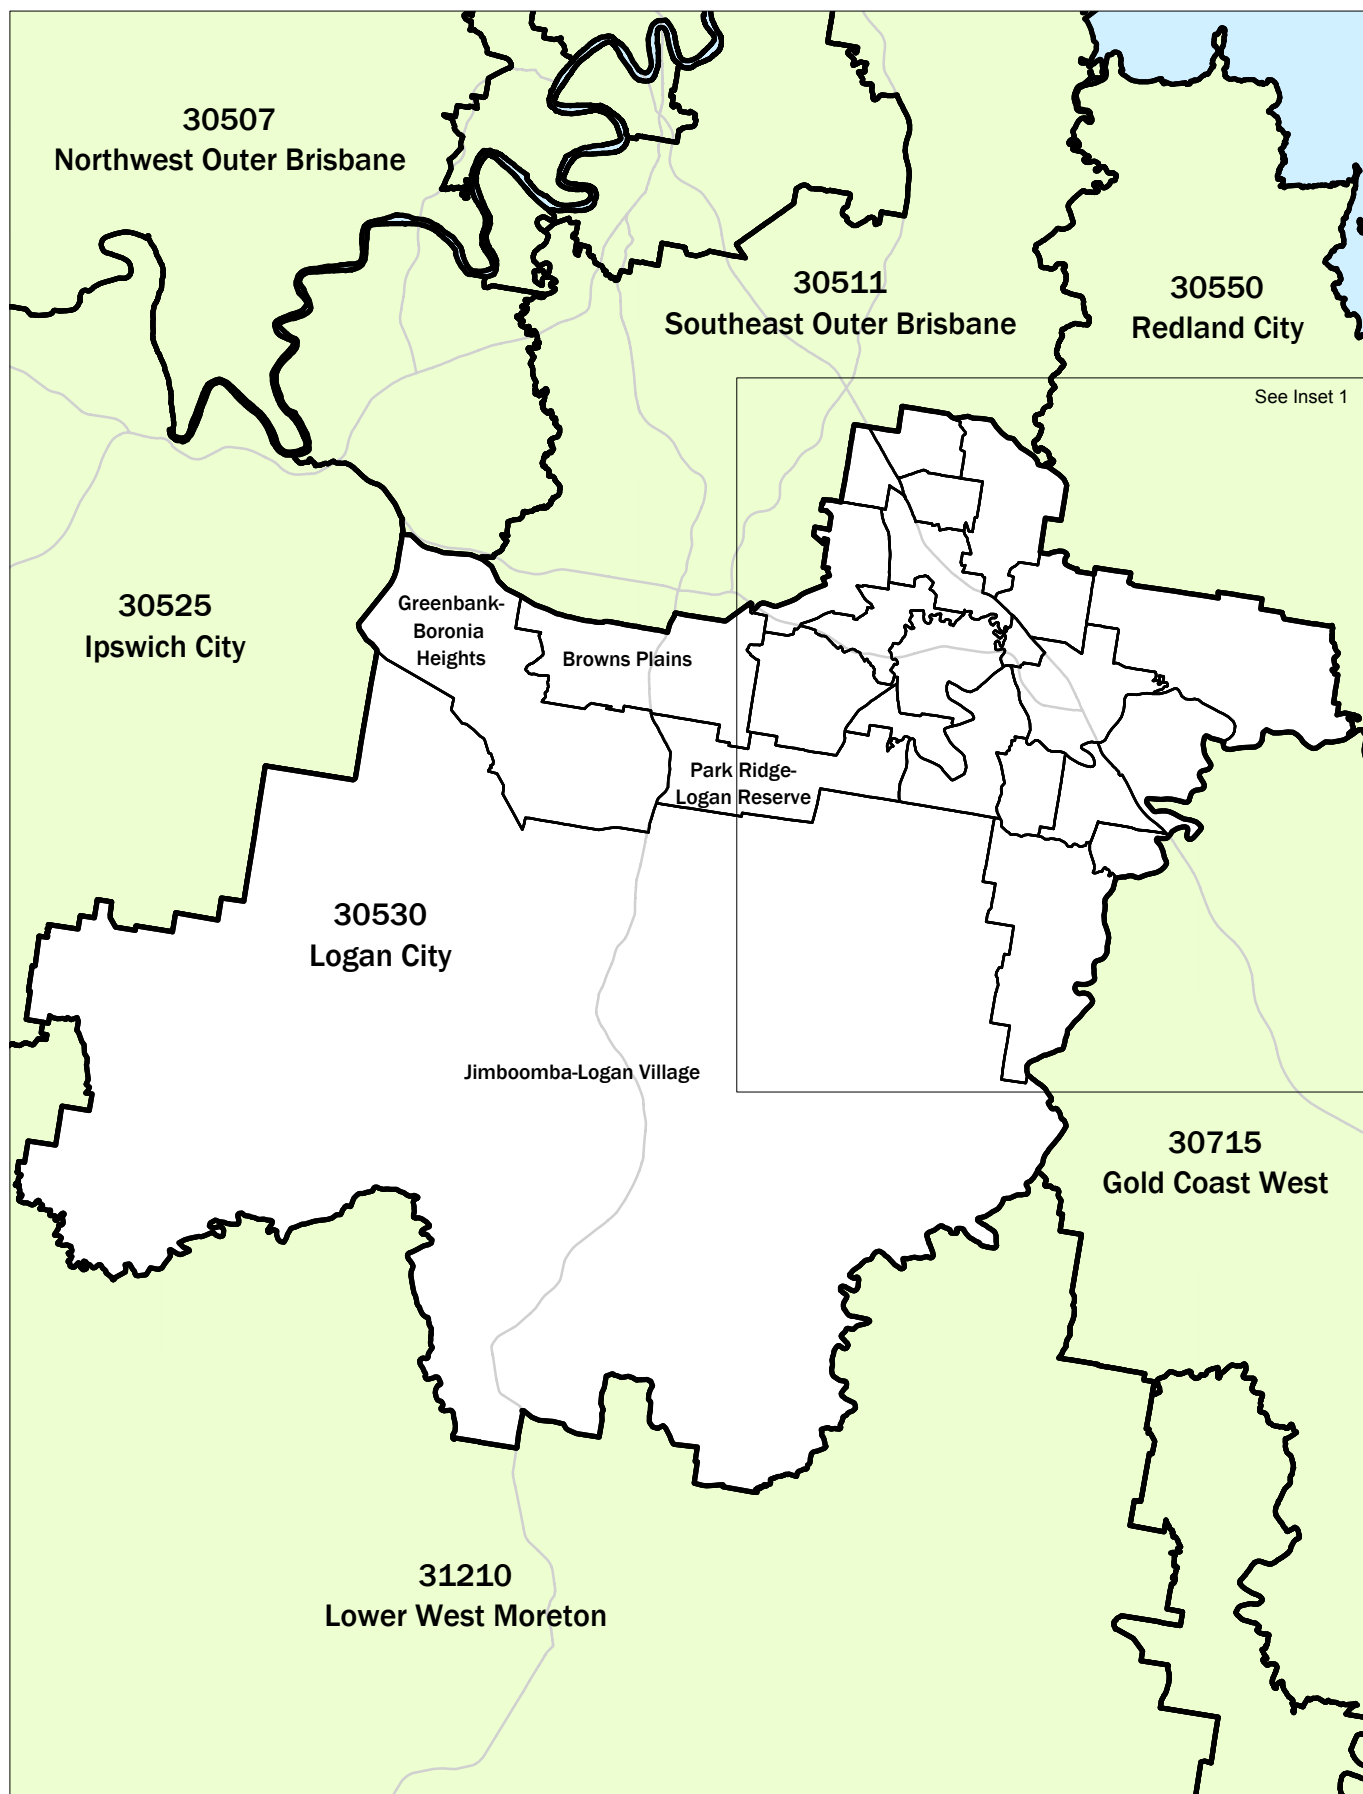 30507
Northwest Outer Brisbane
30511
Southeast Outer Brisbane
30550
Redland City
See Inset 1
30525
Ipswich City
Greenbank-
Boronia
Heights
Browns Plains
Park Ridge-
Logan Reserve
30530
Logan City
Jimboomba-Logan Village
30715
Gold Coast West
31210
Lower West Moreton